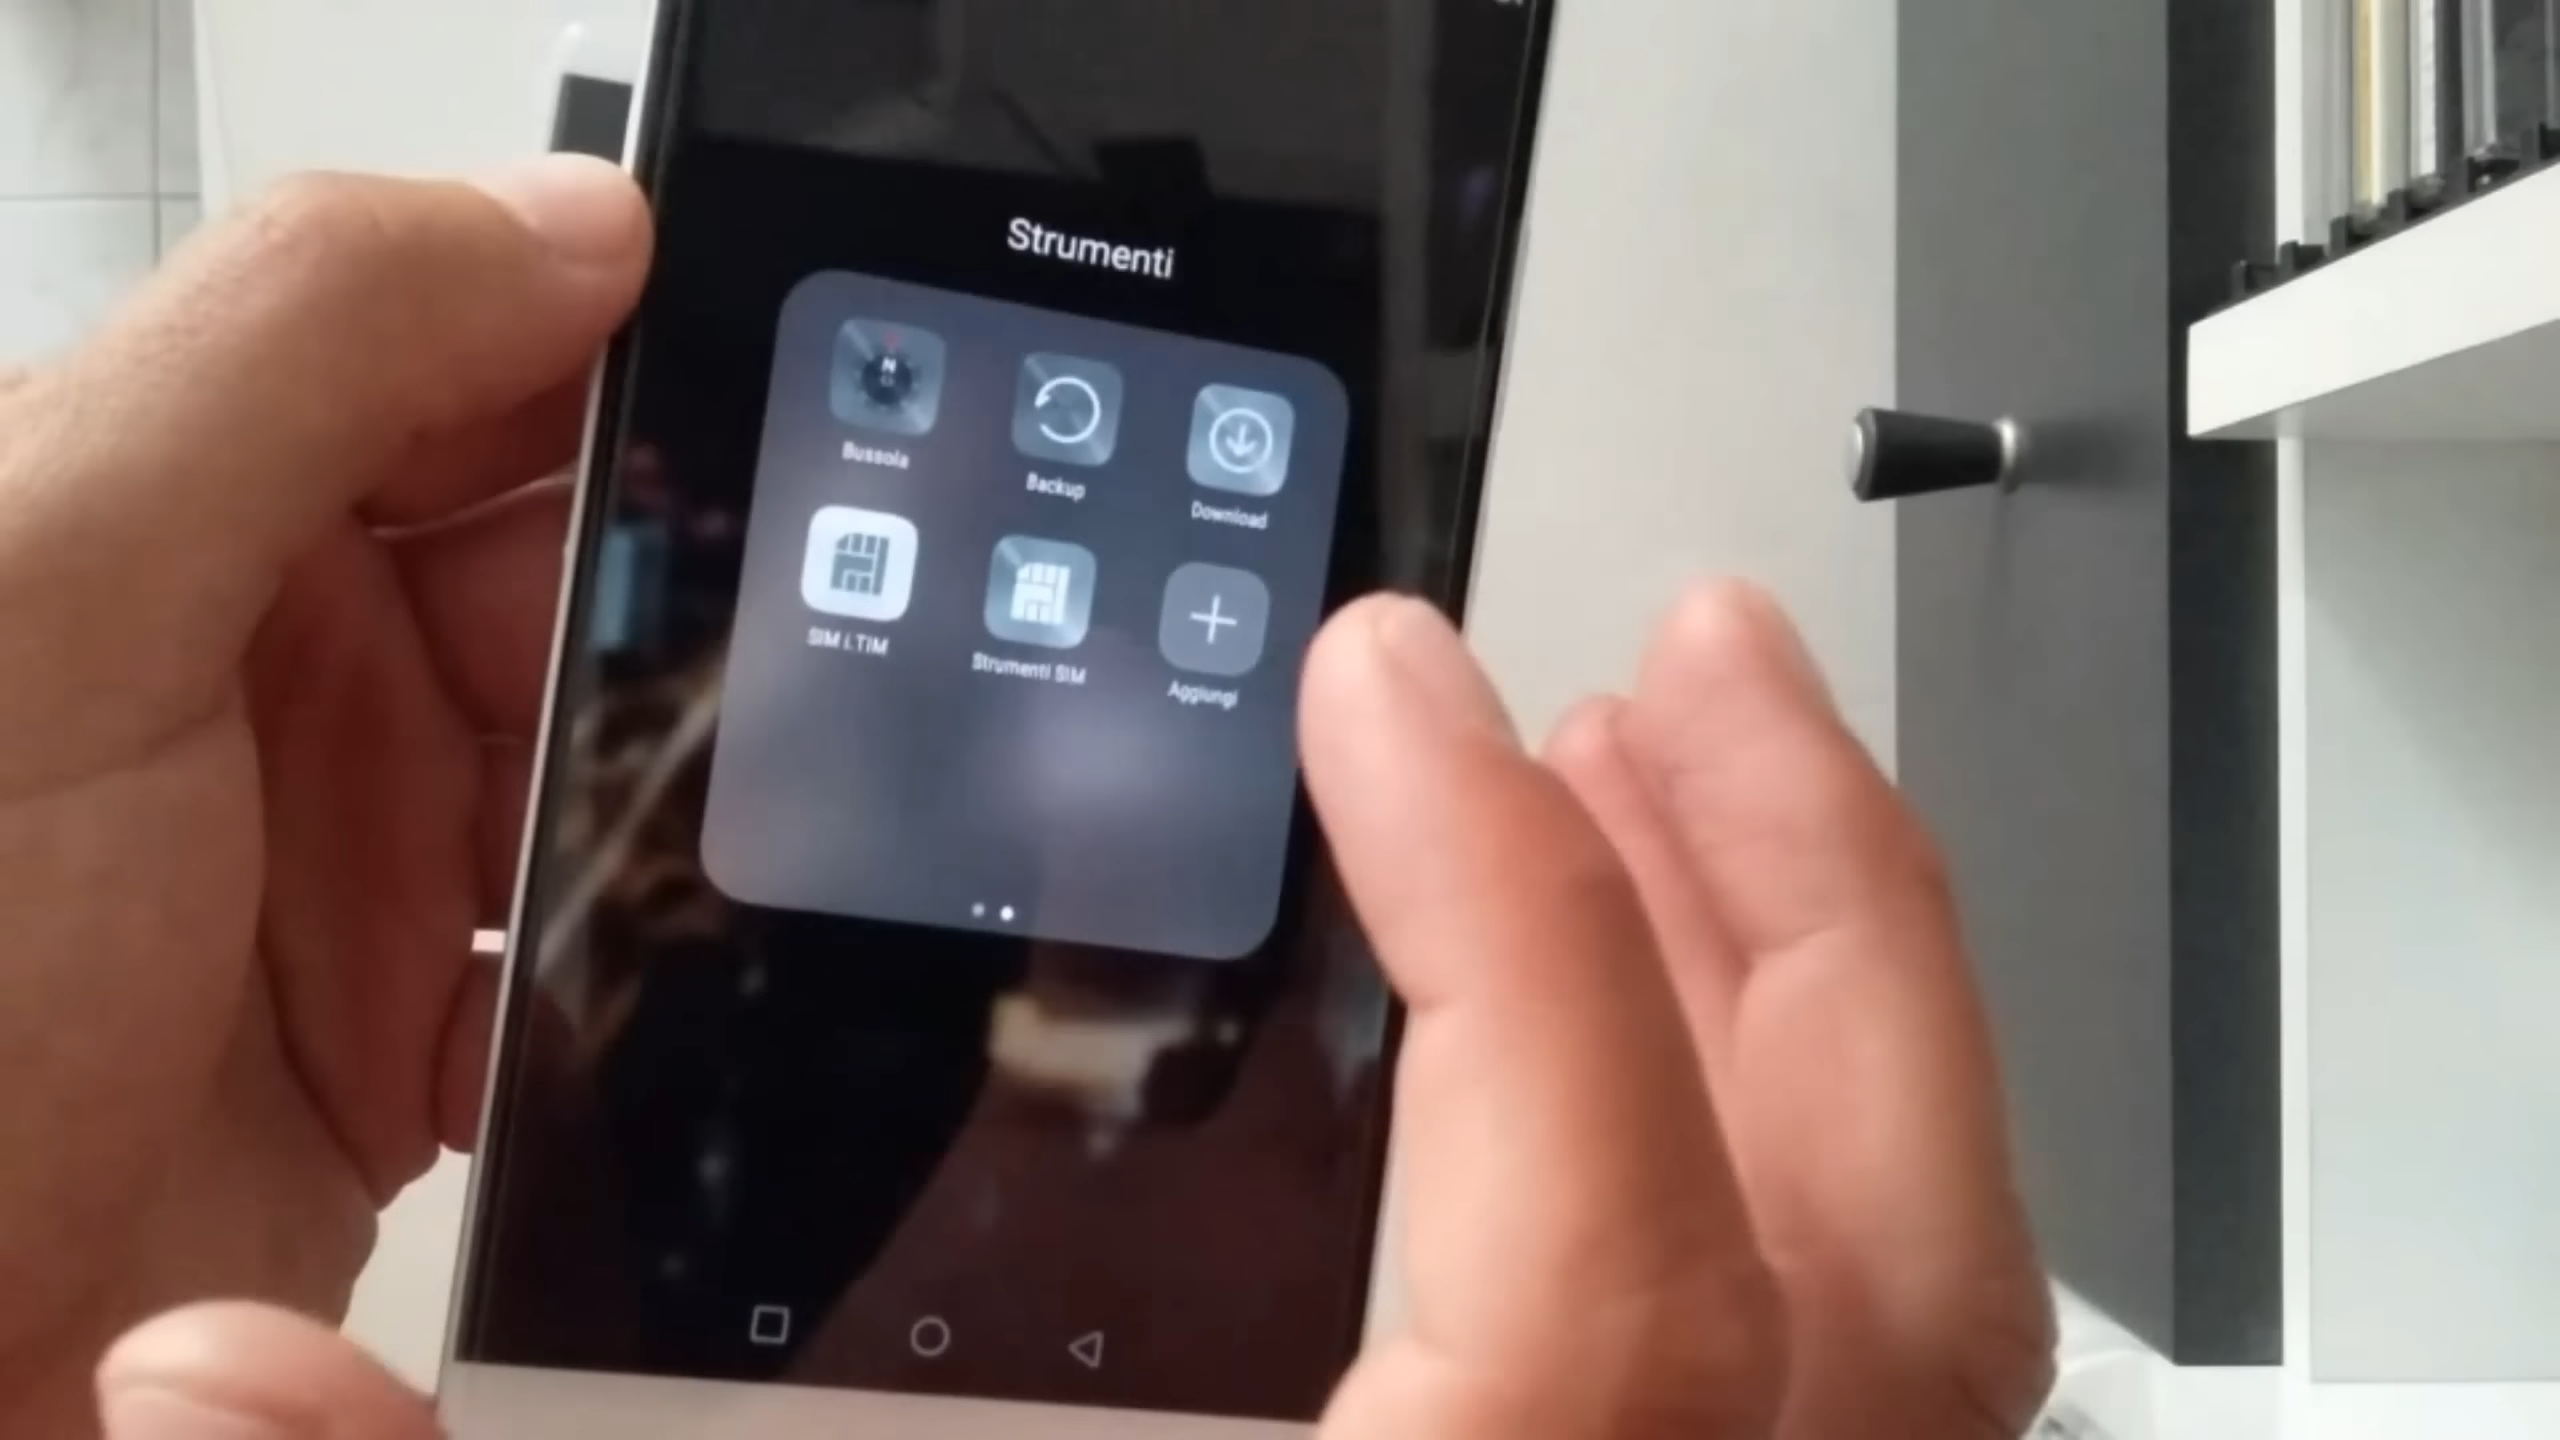 Strumenti
N
Bussola
Backup
Download
SIM i.TIM
Strumenti SIM
Aggiungi